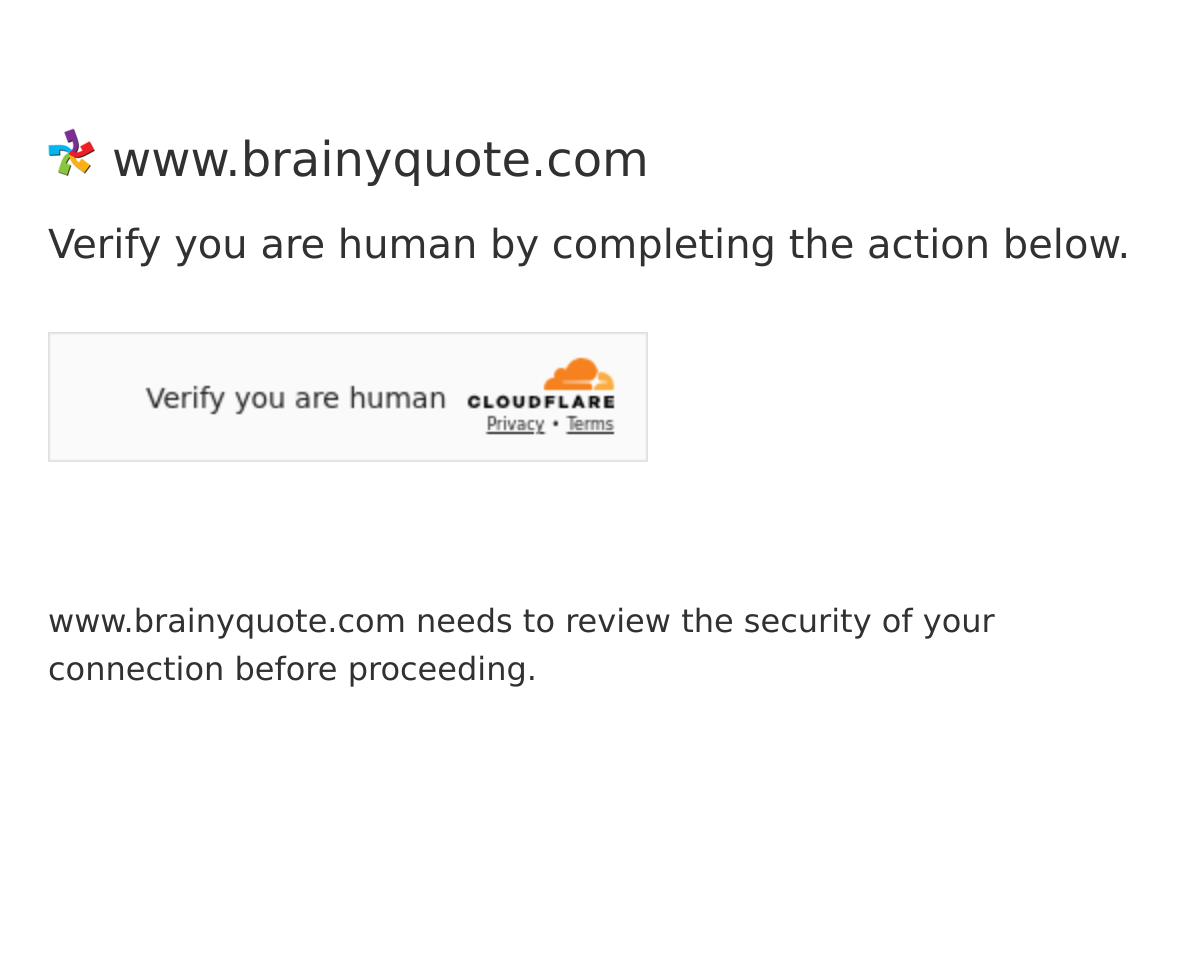 www.brainyquote.com
Verify you are human by completing the action below.
Verify you are human
CLOUDFLARE
Privacy • Terms
www.brainyquote.com needs to review the security of your
connection before proceeding.